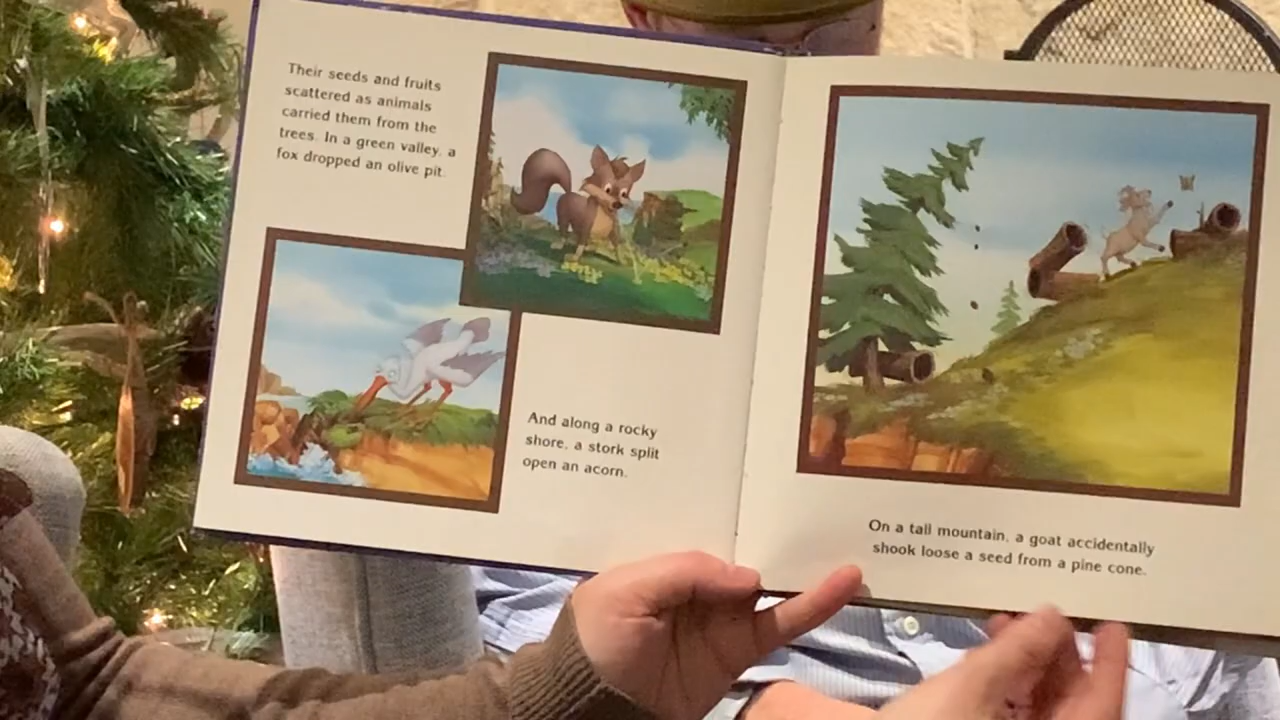 Their seeds and fruits
scattered as animals
carried them from the
trees. In a green valley, a
fox dropped an olive pit.
And along a rocky
shore, a stork split
open an acorn.
On a tall mountain, a goat accidentally
shook loose a seed from a pine cone.